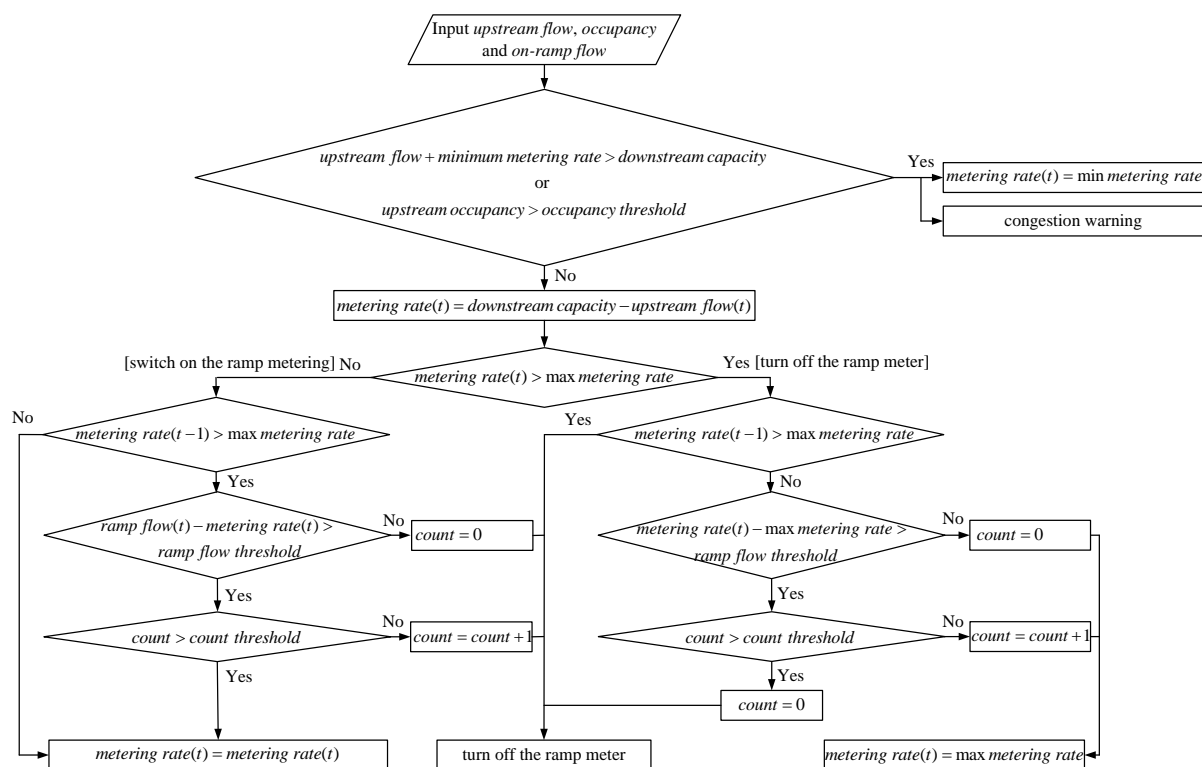 Input upstream flow, occupancy
and on-ramp flow
upstream flow + minimum metering rate > downstream capacity
or
upstream occupancy > occupancy threshold
Yes
metering rate(t) = min metering rate
congestion warning
No
metering rate(t) = downstream capacity − upstream flow(t)
[switch on the ramp metering] No
metering rate(t) > max metering rate
Yes [turn off the ramp meter]
No
metering rate(t−1) > max metering rate
Yes
metering rate(t−1) > max metering rate
Yes
No
ramp flow(t) − metering rate(t) >
ramp flow threshold
No
count = 0
metering rate(t) − max metering rate >
ramp flow threshold
No
count = 0
Yes
Yes
count > count threshold
No
count = count +1
count > count threshold
No
count = count +1
Yes
Yes
count = 0
metering rate(t) = metering rate(t)
turn off the ramp meter
metering rate(t) = max metering rate